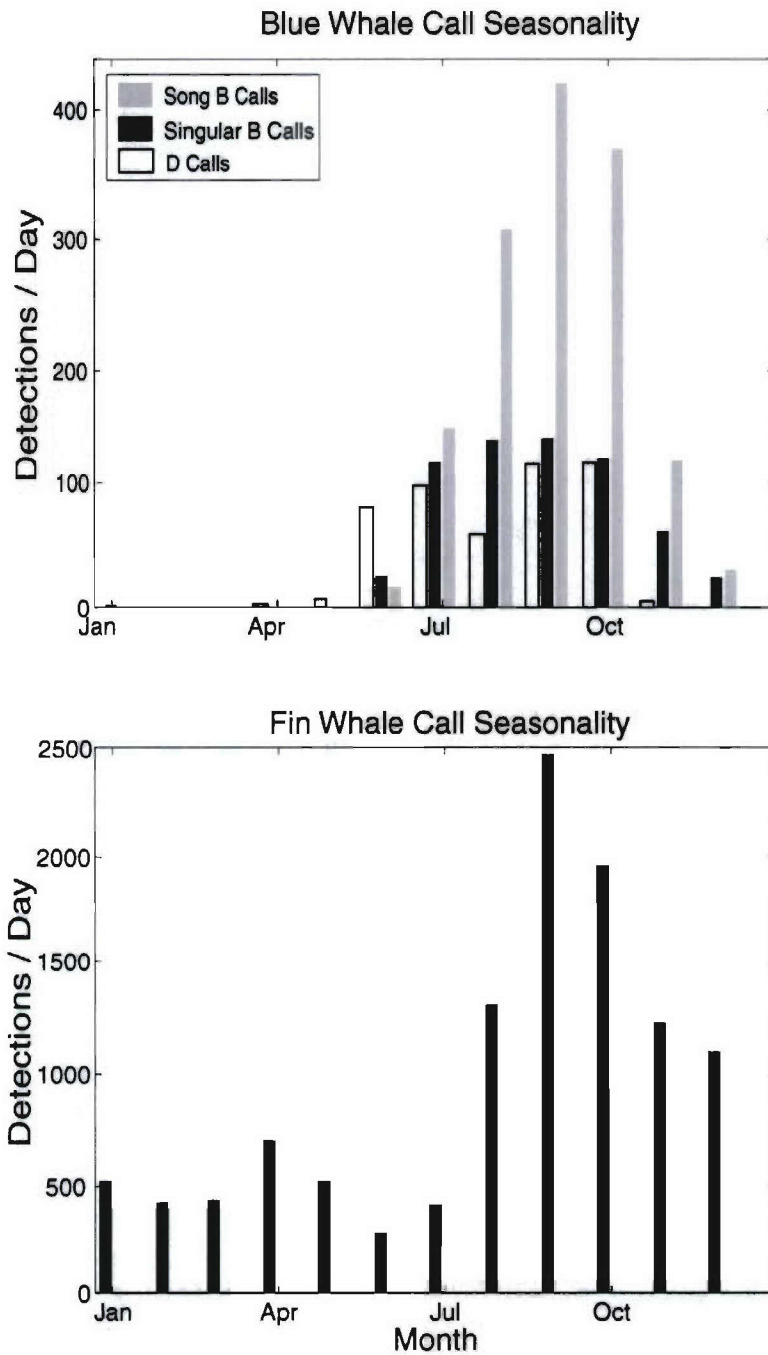 Blue Whale Call Seasonality
Song B Calls
Singular B Calls
D Calls
400
300
200
100
0
Detections / Day
Jan
Apr
Jul
Oct
Fin Whale Call Seasonality
2500
2000
1500
1000
500
0
Detections / Day
Jan
Apr
Jul
Oct
Month